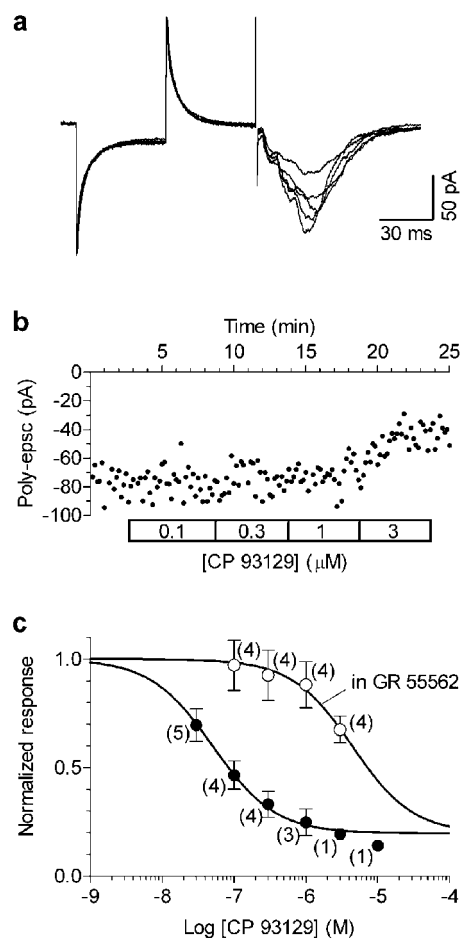 a
50 pA
30 ms
b
Time (min)
5 10 15 20 25
Poly-epsc (pA)
0
-20
-40
-60
-80
-100
0.1 0.3 1 3
[CP 93129] (μM)
c
Normalized response
1.0
0.5
0.0
(4) (4) (4)
in GR 55562
(4)
(5)
(4)
(4)
(3)
(1)
(1)
-9 -8 -7 -6 -5 -4
Log [CP 93129] (M)